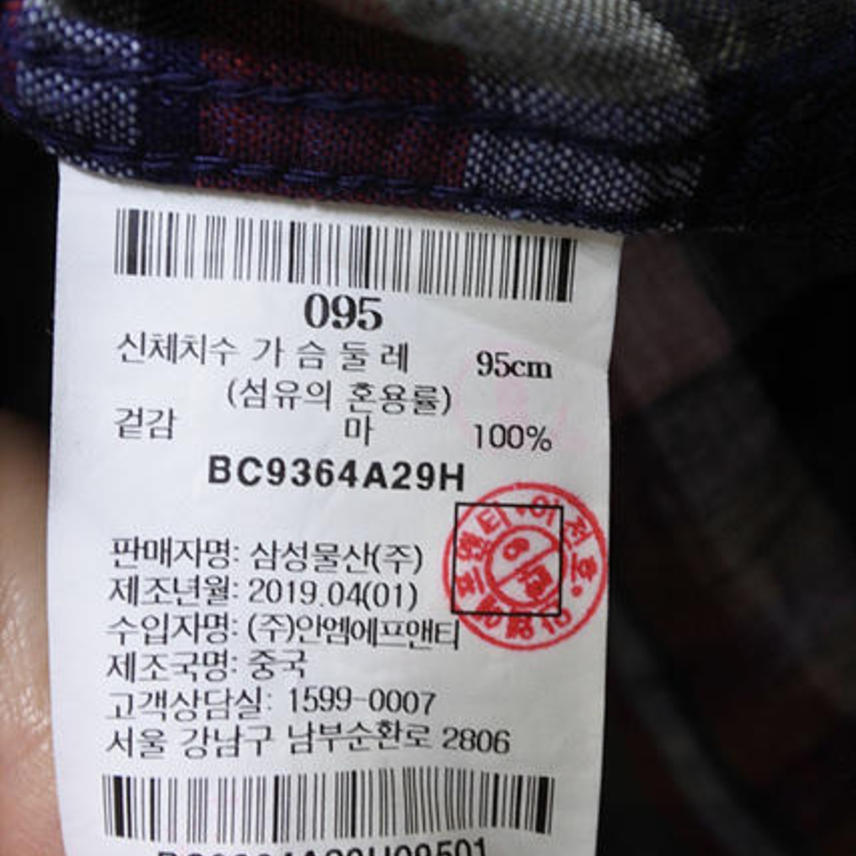 095
신체치수 가슴둘레 95cm
(섬유의 혼용률)
겉감 마 100%
BC9364A29H
판매자명: 삼성물산(주)
제조년월: 2019.04(01)
수입자명: (주)안엠에프앤티
제조국명: 중국
고객상담실: 1599-0007
서울 강남구 남부순환로 2806